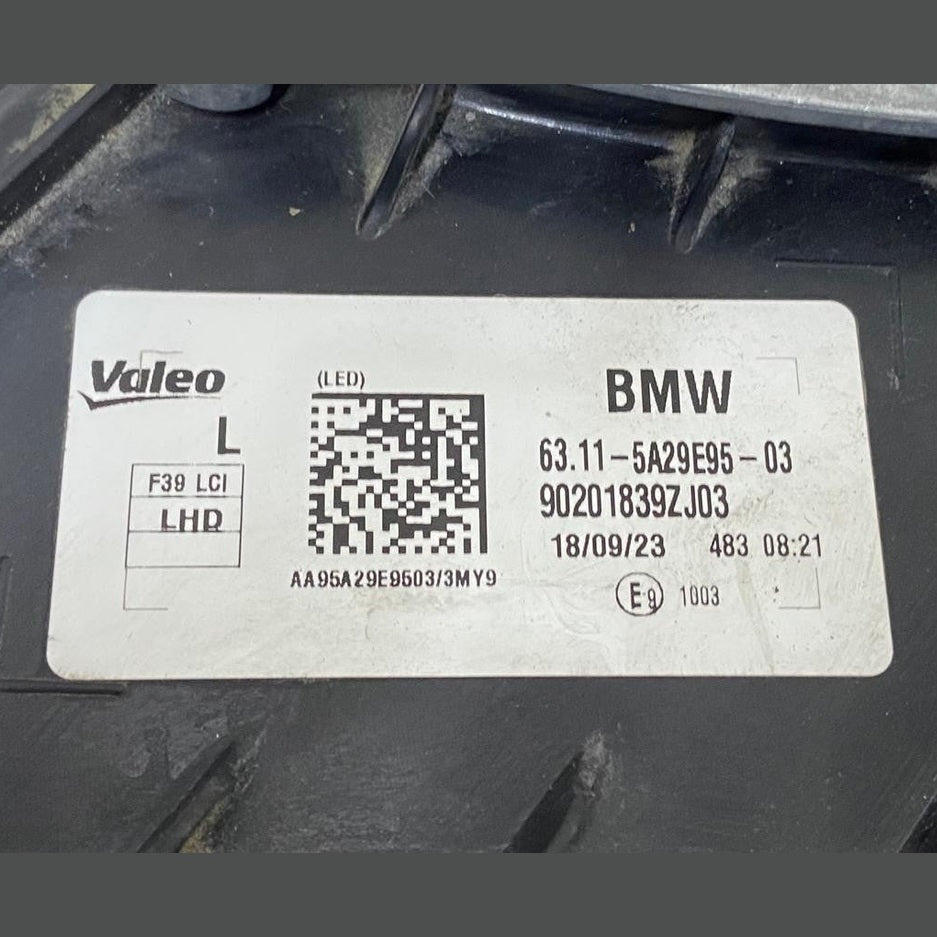 Valeo
L
F39 LCI
LHD
(LED)
AA95A29E9503/3MY9
BMW
63.11-5A29E95-03
90201839ZJ03
18/09/23 483 08:21
E9 1003